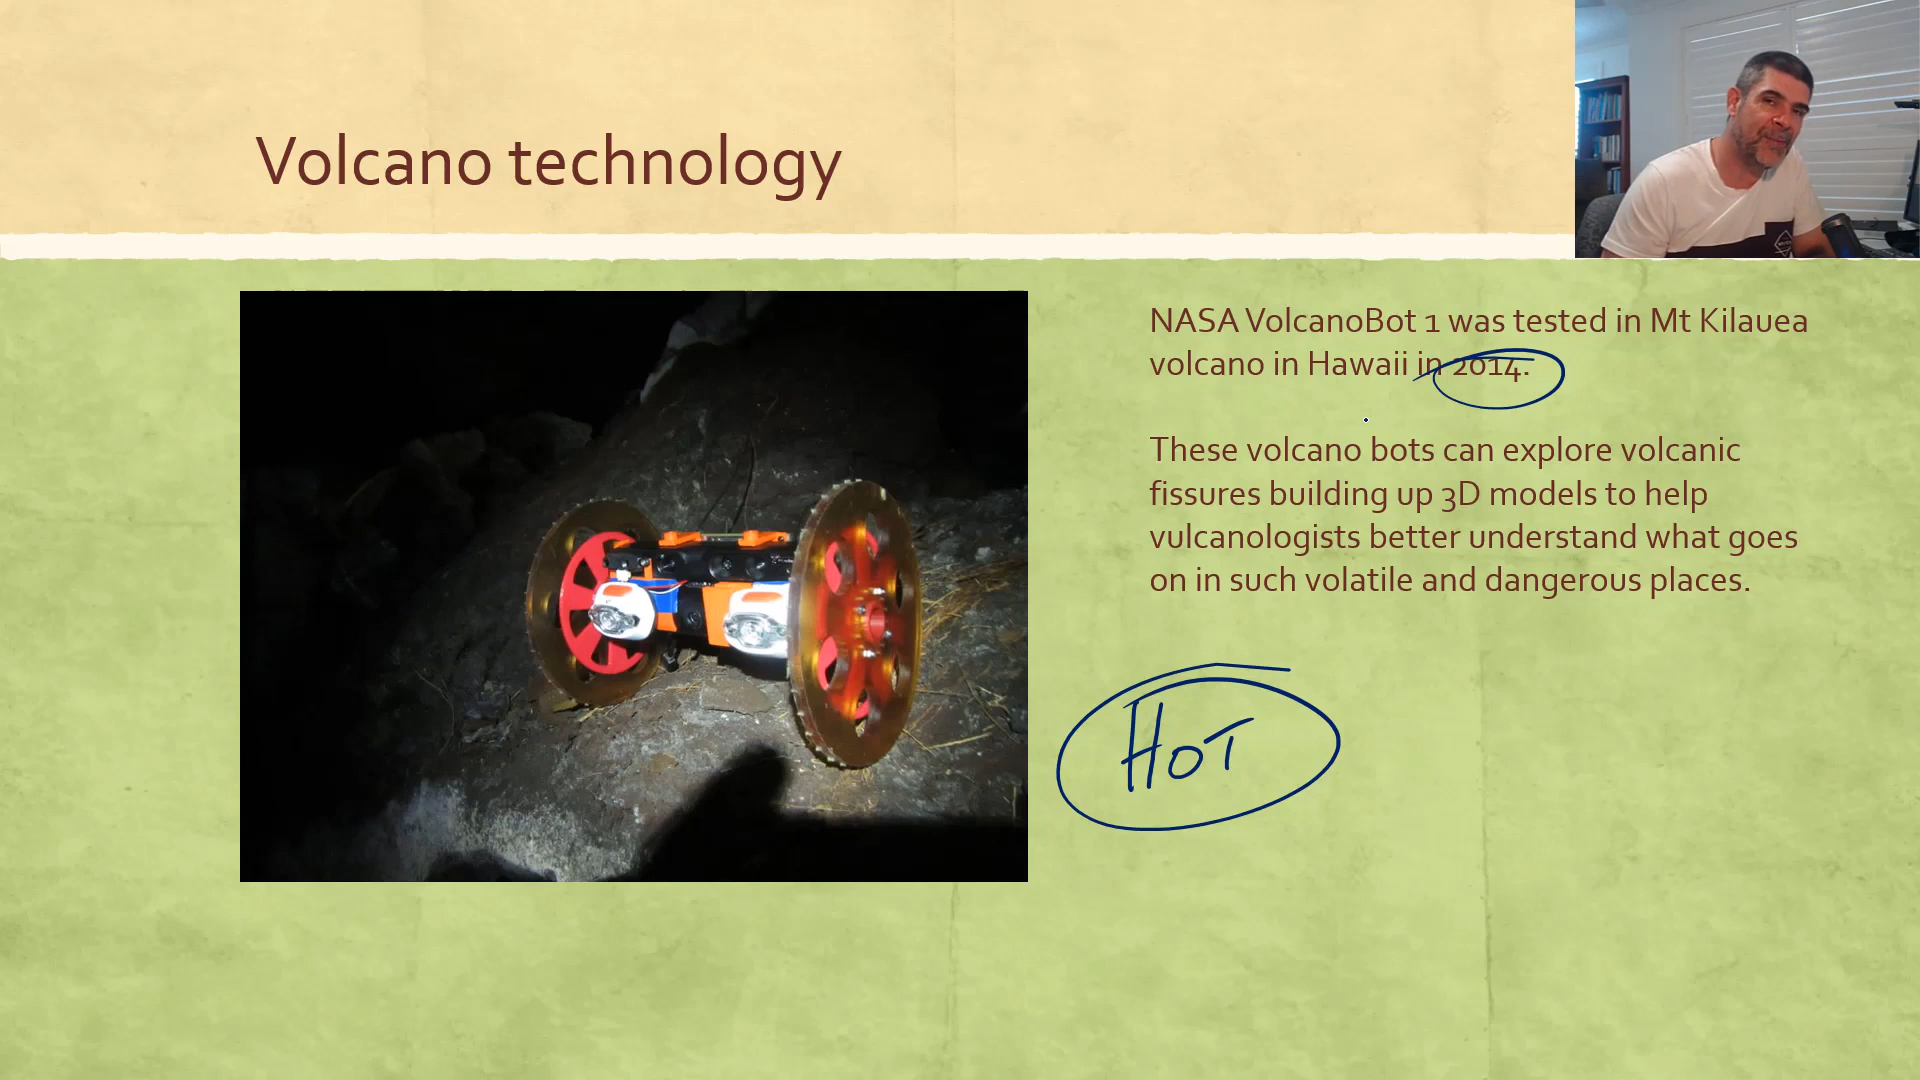 Volcano technology
NASA VolcanoBot 1 was tested in Mt Kilauea
volcano in Hawaii in 2014.
These volcano bots can explore volcanic
fissures building up 3D models to help
vulcanologists better understand what goes
on in such volatile and dangerous places.
HOT